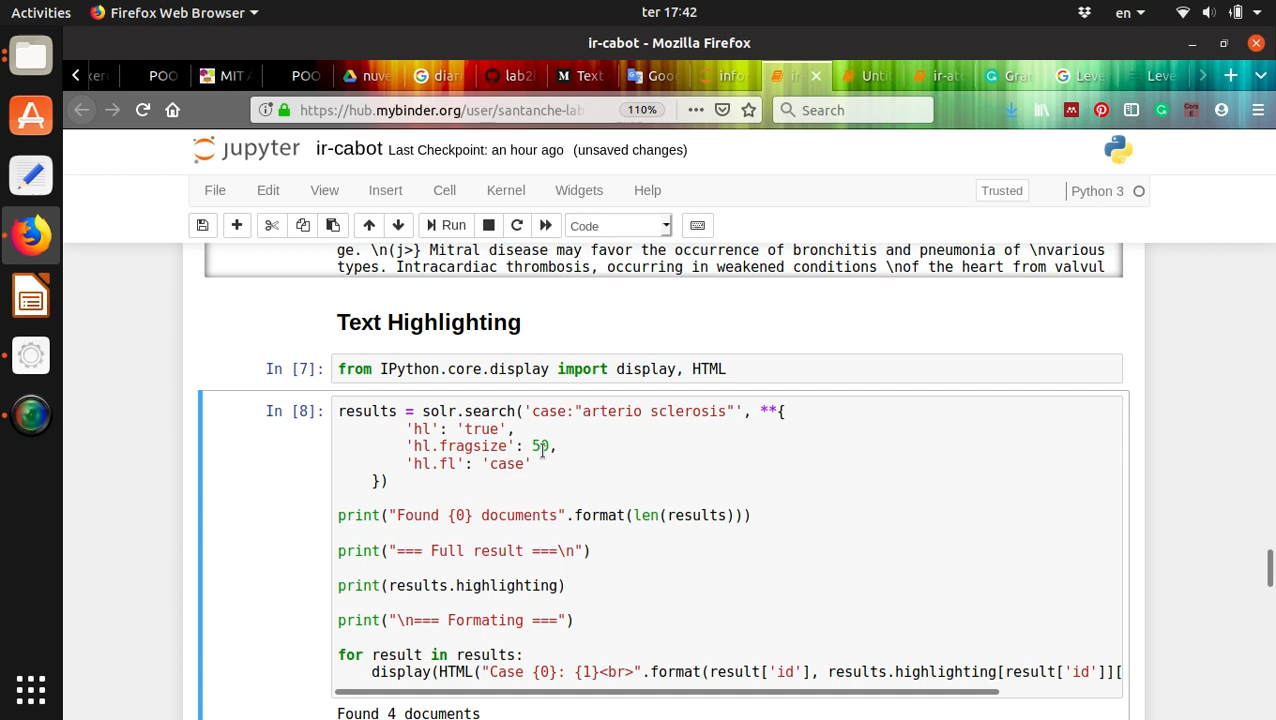 Activities
Firefox Web Browser
ter 17:42
en
ir-cabot - Mozilla Firefox
POO
MIT
POO
nuve
diar
lab2
Text
Goo
info
ir-
Unti
ir-at
Gra
Leve
Leve
https://hub.mybinder.org/user/santanche-lab
110%
Search
jupyter ir-cabot Last Checkpoint: an hour ago (unsaved changes)
File Edit View Insert Cell Kernel Widgets Help
Trusted
Python 3
Run
Code
ge. \n(j>} Mitral disease may favor the occurrence of bronchitis and pneumonia of \nvarious
types. Intracardiac thrombosis, occurring in weakened conditions \nof the heart from valvul
Text Highlighting
In [7]: from IPython.core.display import display, HTML
In [8]: results = solr.search('case:"arterio sclerosis"', **{
'hl': 'true',
'hl.fragsize': 50,
'hl.fl': 'case'
})
print("Found {0} documents".format(len(results)))
print("=== Full result ===\n")
print(results.highlighting)
print("\n=== Formating ===")
for result in results:
display(HTML("Case {0}: {1}<br>".format(result['id'], results.highlighting[result['id']][
Found 4 documents